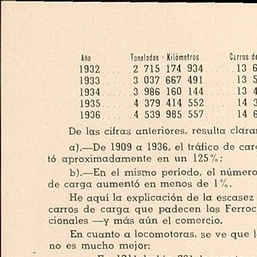 Año Toneladas - Kilómetros Carros de
1932 2 715 174 934 13 6
1933 3 037 667 491 13 5
1934 3 986 160 144 13 4
1935 4 379 414 552 14 3
1936 4 539 985 557 14 6
De las cifras anteriores, resulta claram
a).—De 1909 a 1936, el tráfico de car
tó aproximadamente en un 125%;
b).—En el mismo período, el número
de carga aumentó en menos de 1%.
He aquí la explicación de la escasez
carros de carga que padecen los Ferroc
cionales —y más aún el comercio.
En cuanto a locomotoras, se ve que l
no es mucho mejor: